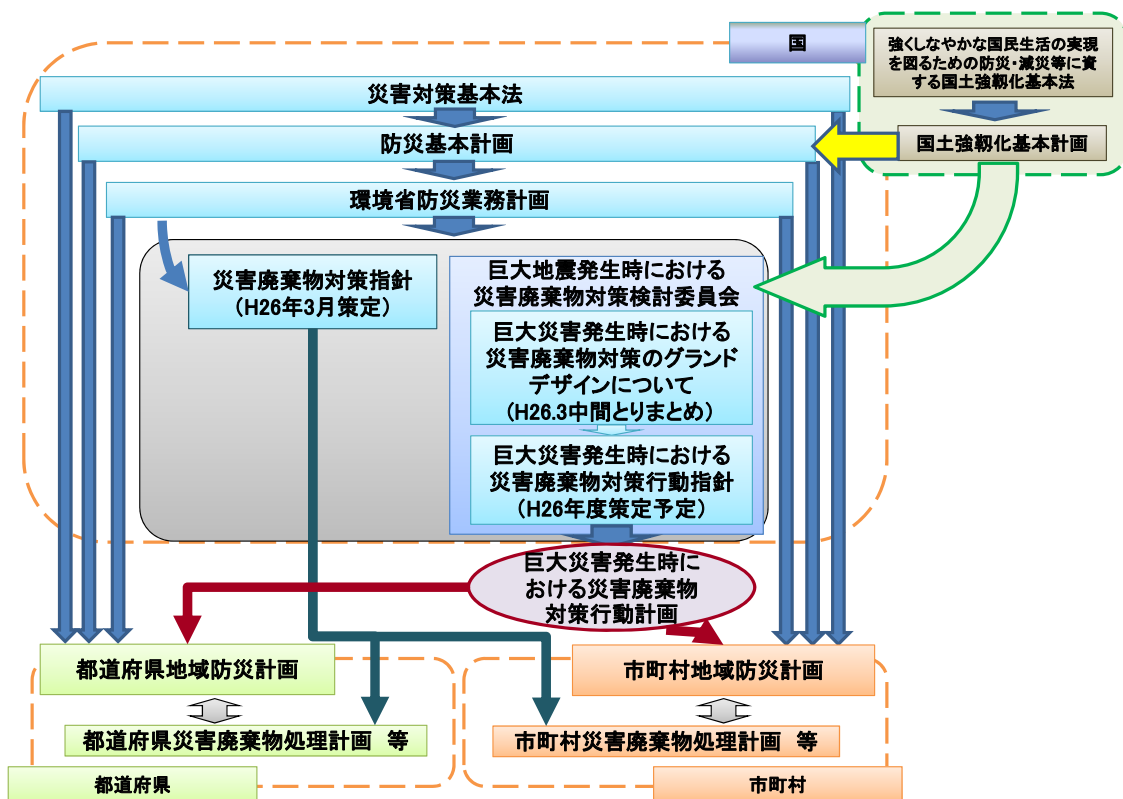 国
強くしなやかな国民生活の実現
を図るための防災・減災等に資
する国土強靱化基本法
国土強靱化基本計画
災害対策基本法
防災基本計画
環境省防災業務計画
災害廃棄物対策指針
(H26年3月策定)
巨大地震発生時における
災害廃棄物対策検討委員会
巨大災害発生時における
災害廃棄物対策のグランド
デザインについて
(H26.3中間とりまとめ)
巨大災害発生時における
災害廃棄物対策行動指針
(H26年度策定予定)
巨大災害発生時に
おける災害廃棄物
対策行動計画
都道府県地域防災計画
都道府県災害廃棄物処理計画 等
都道府県
市町村地域防災計画
市町村災害廃棄物処理計画 等
市町村